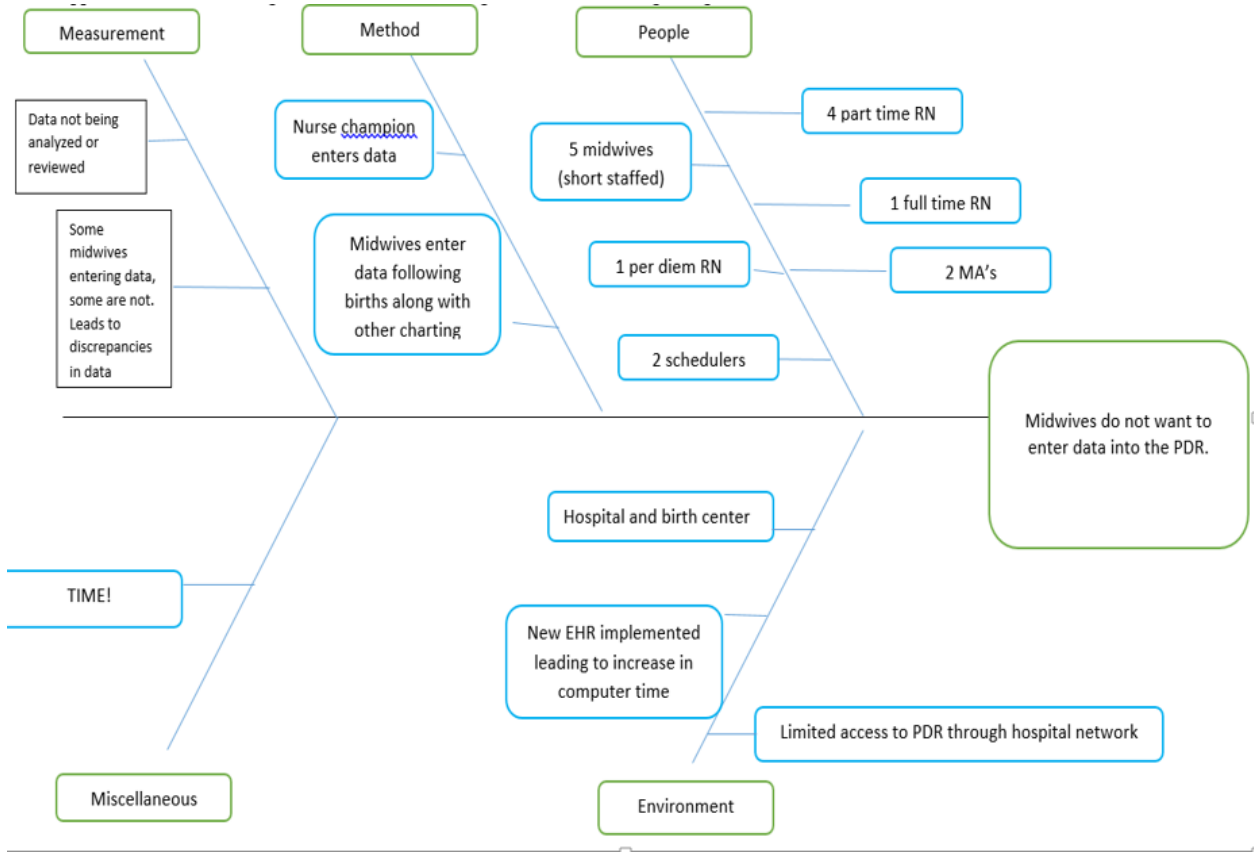 Measurement
Method
People
Data not being
analyzed or
reviewed
Some
midwives
entering data,
some are not.
Leads to
discrepancies
in data
Nurse champion
enters data
Midwives enter
data following
births along with
other charting
4 part time RN
5 midwives
(short staffed)
1 full time RN
1 per diem RN
2 MA's
2 schedulers
Midwives do not want to
enter data into the PDR.
Hospital and birth center
TIME!
New EHR implemented
leading to increase in
computer time
Limited access to PDR through hospital network
Miscellaneous
Environment